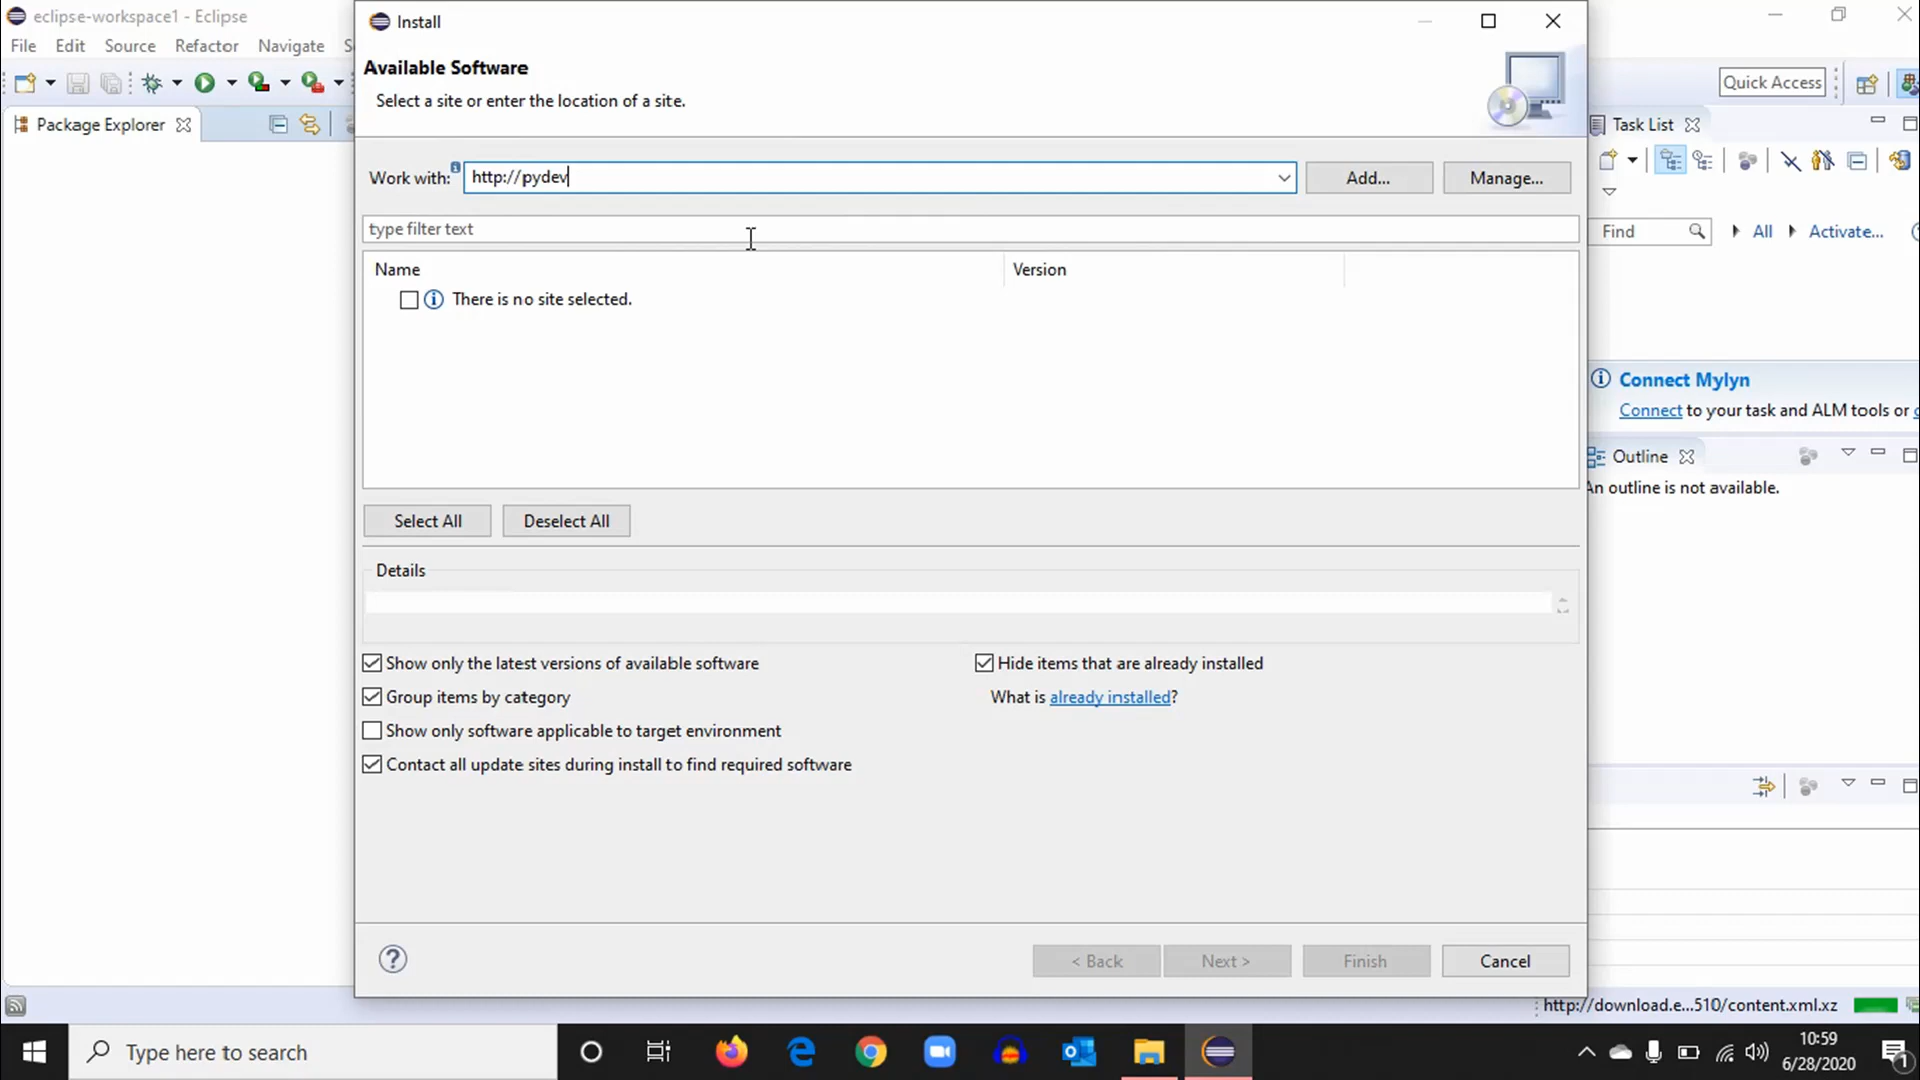 eclipse-workspace1 - Eclipse
File Edit Source Refactor Navigate
Package Explorer
Install
Available Software
Select a site or enter the location of a site.
Work with: http://pydev
Add...
Manage...
type filter text
Name
Version
There is no site selected.
Select All
Deselect All
Details
Show only the latest versions of available software
Hide items that are already installed
Group items by category
What is already installed?
Show only software applicable to target environment
Contact all update sites during install to find required software
< Back
Next >
Finish
Cancel
Quick Access
Task List
Find
All
Activate...
Connect Mylyn
Connect to your task and ALM tools or
Outline
An outline is not available.
http://download.e...510/content.xml.xz
Type here to search
10:59
6/28/2020
1